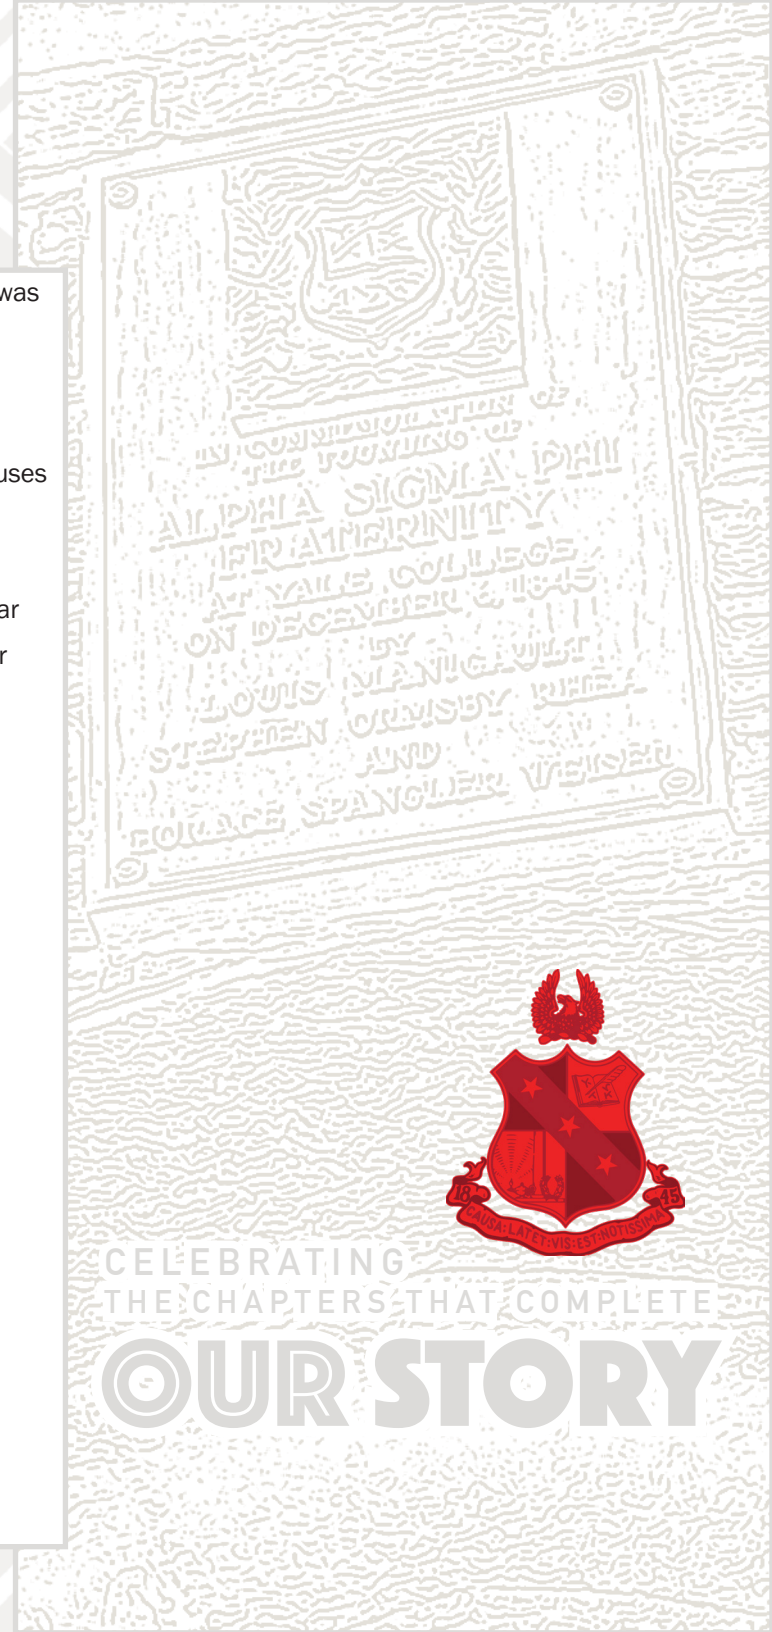 was
uses
ar
r
IN COMMEMORATION OF
THE FOUNDING OF
ALPHA SIGMA PHI
FRATERNITY
AT YALE COLLEGE
ON DECEMBER 6, 1845
BY
LOUIS MANIGAULT
STEPHEN ORMSBY RHEA
AND
HORACE SPANGLER WEISER
18 45
CAUSA:LATET:VIS:EST:NOTISSIMA
CELEBRATING
THE CHAPTERS THAT COMPLETE
OUR STORY